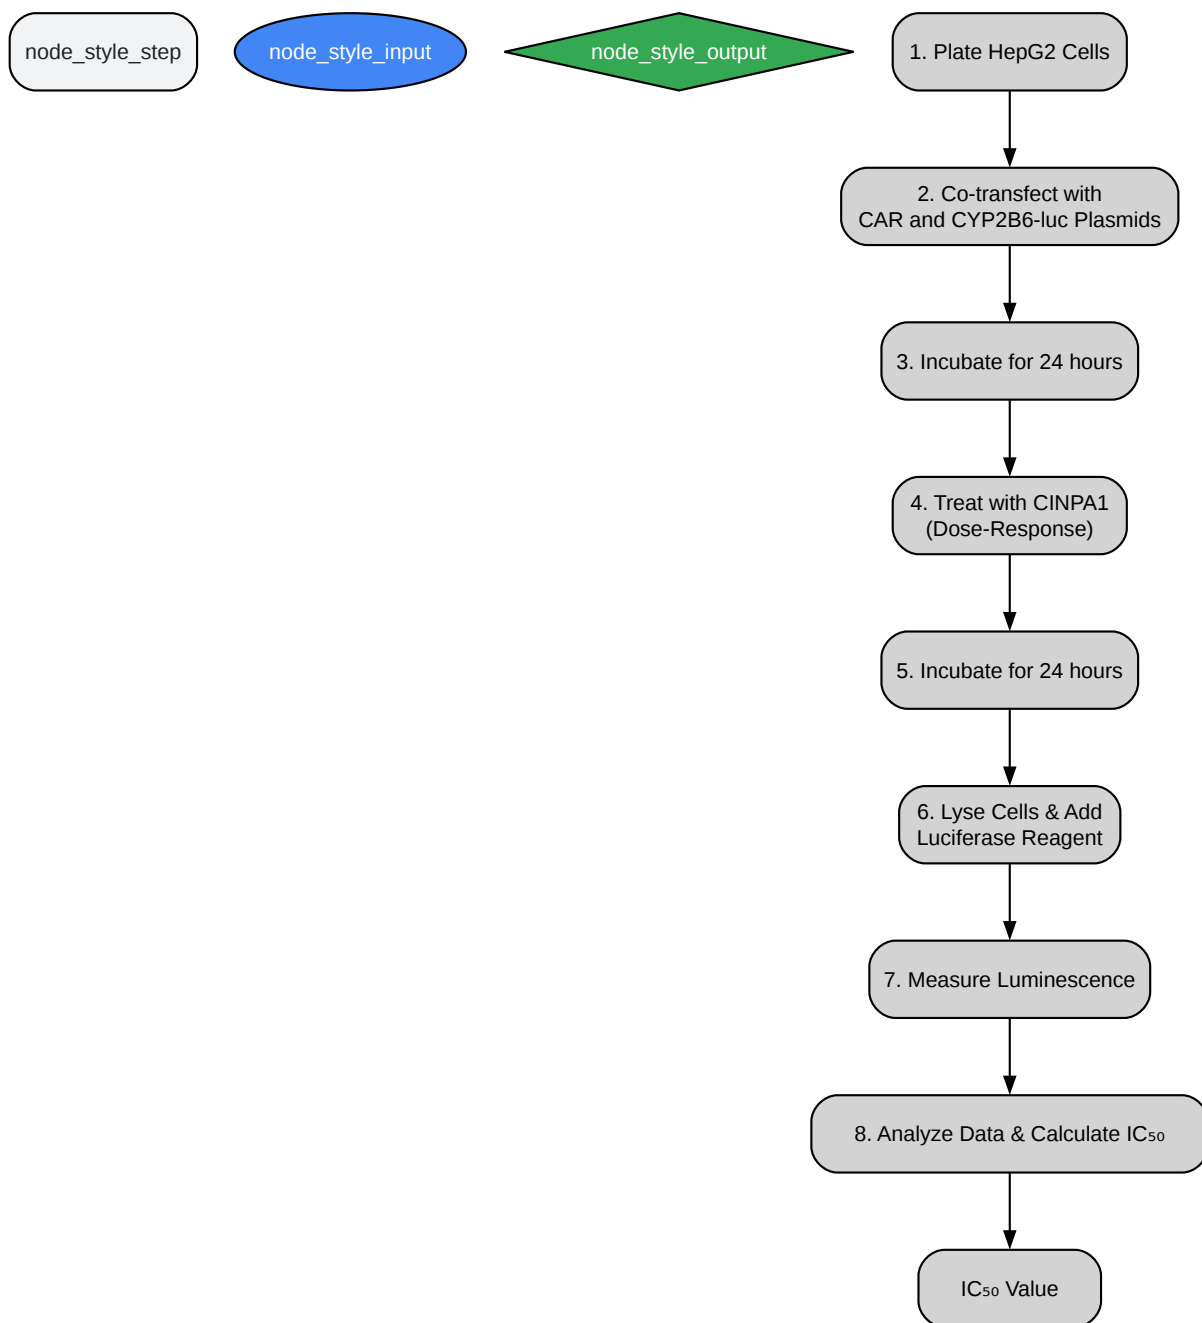 node_style_step
node_style_input
node_style_output
1. Plate HepG2 Cells
2. Co-transfect with
CAR and CYP2B6-luc Plasmids
3. Incubate for 24 hours
4. Treat with CINPA1
(Dose-Response)
5. Incubate for 24 hours
6. Lyse Cells & Add
Luciferase Reagent
7. Measure Luminescence
8. Analyze Data & Calculate IC₅₀
IC₅₀ Value